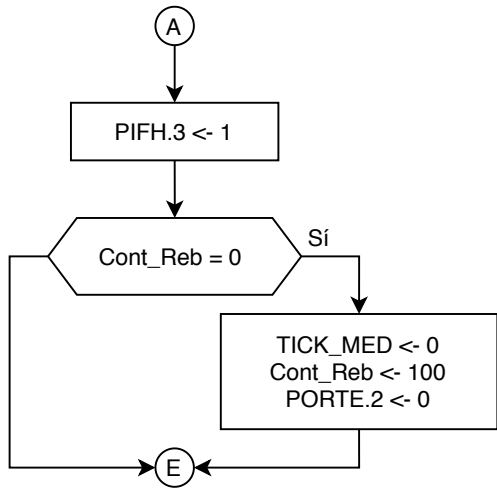 A
PIFH.3 <- 1
Cont_Reb = 0
Sí
TICK_MED <- 0
Cont_Reb <- 100
PORTE.2 <- 0
E